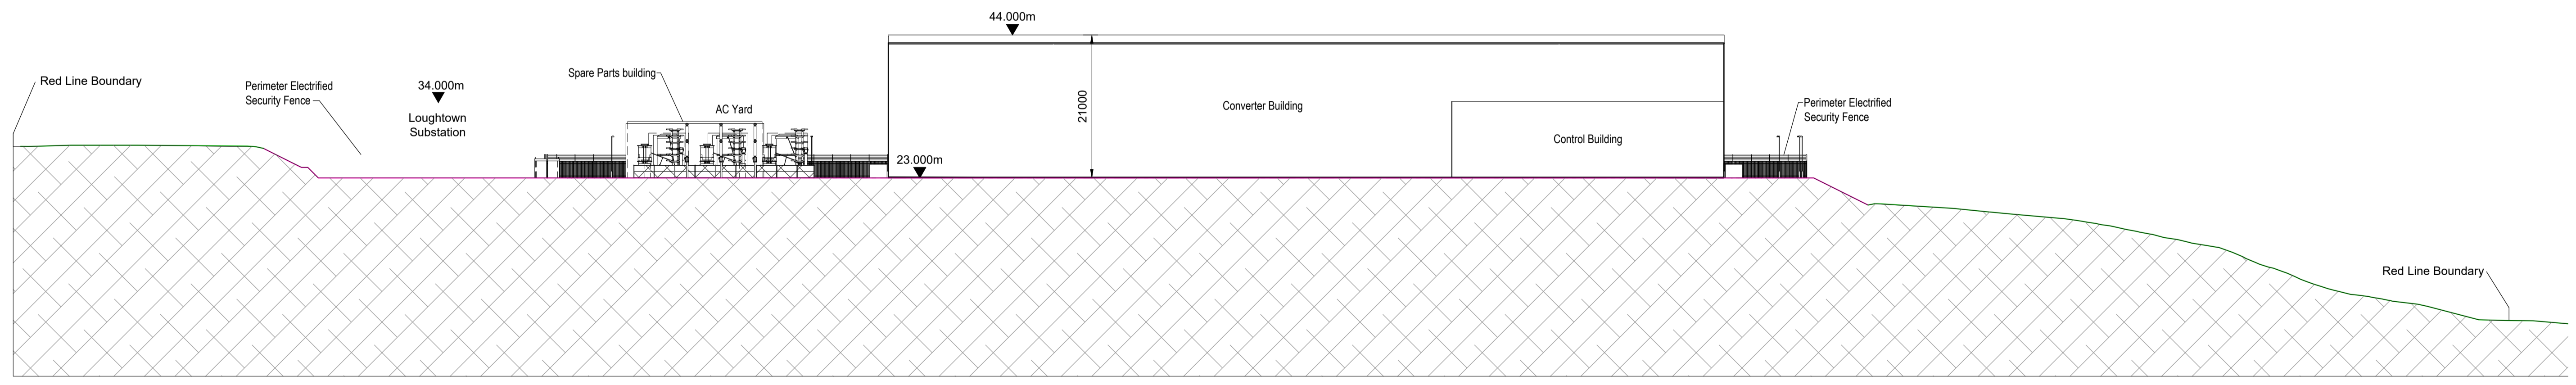 44.000m
Red Line Boundary
Perimeter Electrified
Security Fence
34.000m
Loughtown
Substation
Spare Parts building
AC Yard
21000
Converter Building
Control Building
Perimeter Electrified
Security Fence
23.000m
Red Line Boundary